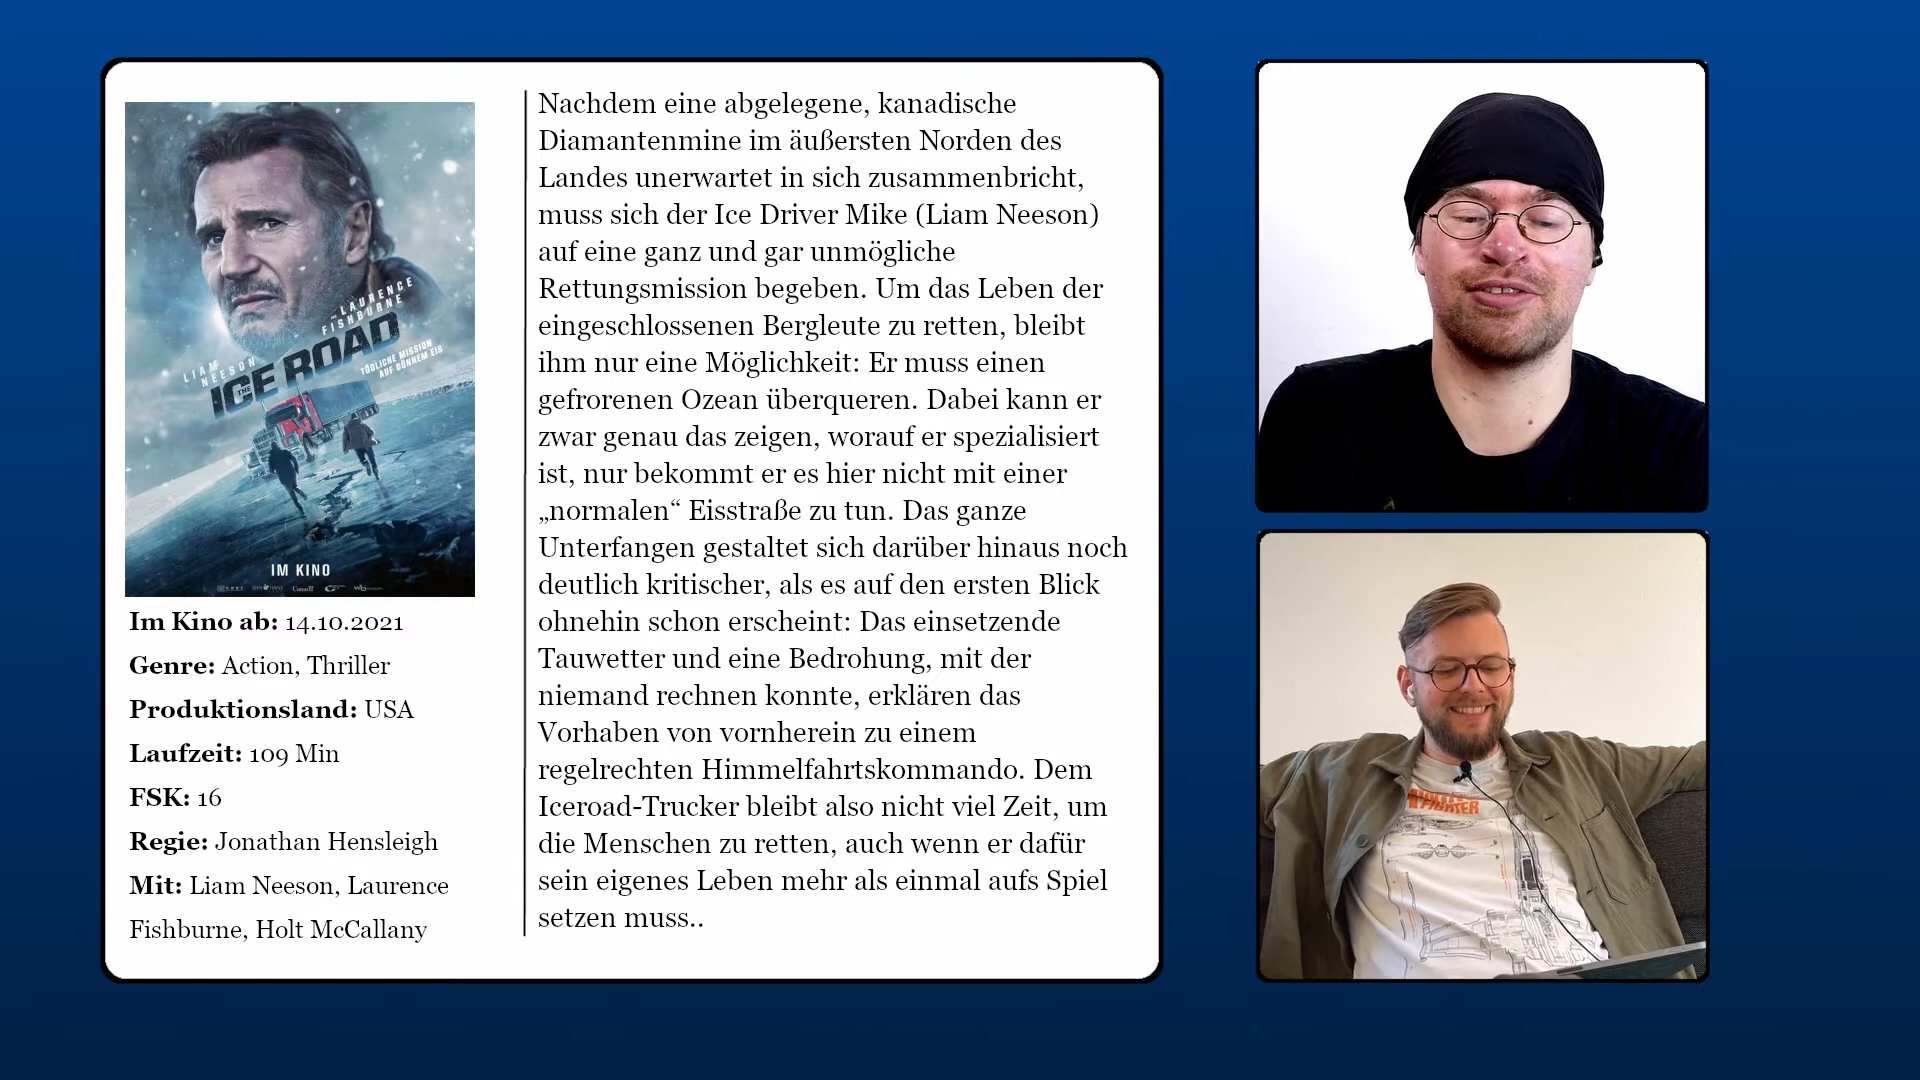 LAURENCE
FISHBURNE
LIAM
NEESON
THE
ICE ROAD
TÖDLICHE MISSION
AUF DÜNNEM EIS
IM KINO
Im Kino ab: 14.10.2021
Genre: Action, Thriller
Produktionsland: USA
Laufzeit: 109 Min
FSK: 16
Regie: Jonathan Hensleigh
Mit: Liam Neeson, Laurence
Fishburne, Holt McCallany
Nachdem eine abgelegene, kanadische
Diamantenmine im äußersten Norden des
Landes unerwartet in sich zusammenbricht,
muss sich der Ice Driver Mike (Liam Neeson)
auf eine ganz und gar unmögliche
Rettungsmission begeben. Um das Leben der
eingeschlossenen Bergleute zu retten, bleibt
ihm nur eine Möglichkeit: Er muss einen
gefrorenen Ozean überqueren. Dabei kann er
zwar genau das zeigen, worauf er spezialisiert
ist, nur bekommt er es hier nicht mit einer
„normalen“ Eisstraße zu tun. Das ganze
Unterfangen gestaltet sich darüber hinaus noch
deutlich kritischer, als es auf den ersten Blick
ohnehin schon erscheint: Das einsetzende
Tauwetter und eine Bedrohung, mit der
niemand rechnen konnte, erklären das
Vorhaben von vornherein zu einem
regelrechten Himmelfahrtskommando. Dem
Iceroad-Trucker bleibt also nicht viel Zeit, um
die Menschen zu retten, auch wenn er dafür
sein eigenes Leben mehr als einmal aufs Spiel
setzen muss..
FIGHTER